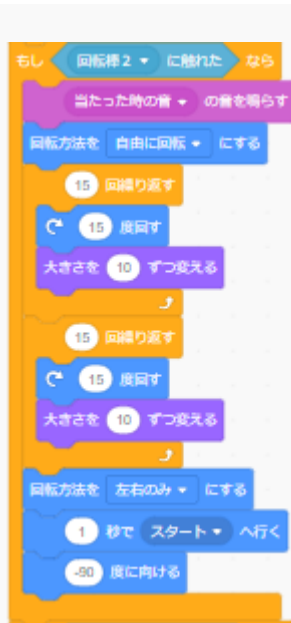 もし 回転棒2 に触れた なら
当たった時の音 の音を鳴らす
回転方法を 自由に回転 にする
15 回繰り返す
15 度回す
大きさを 10 ずつ変える
15 回繰り返す
15 度回す
大きさを 10 ずつ変える
回転方法を 左右のみ にする
1 秒で スタート へ行く
-90 度に向ける